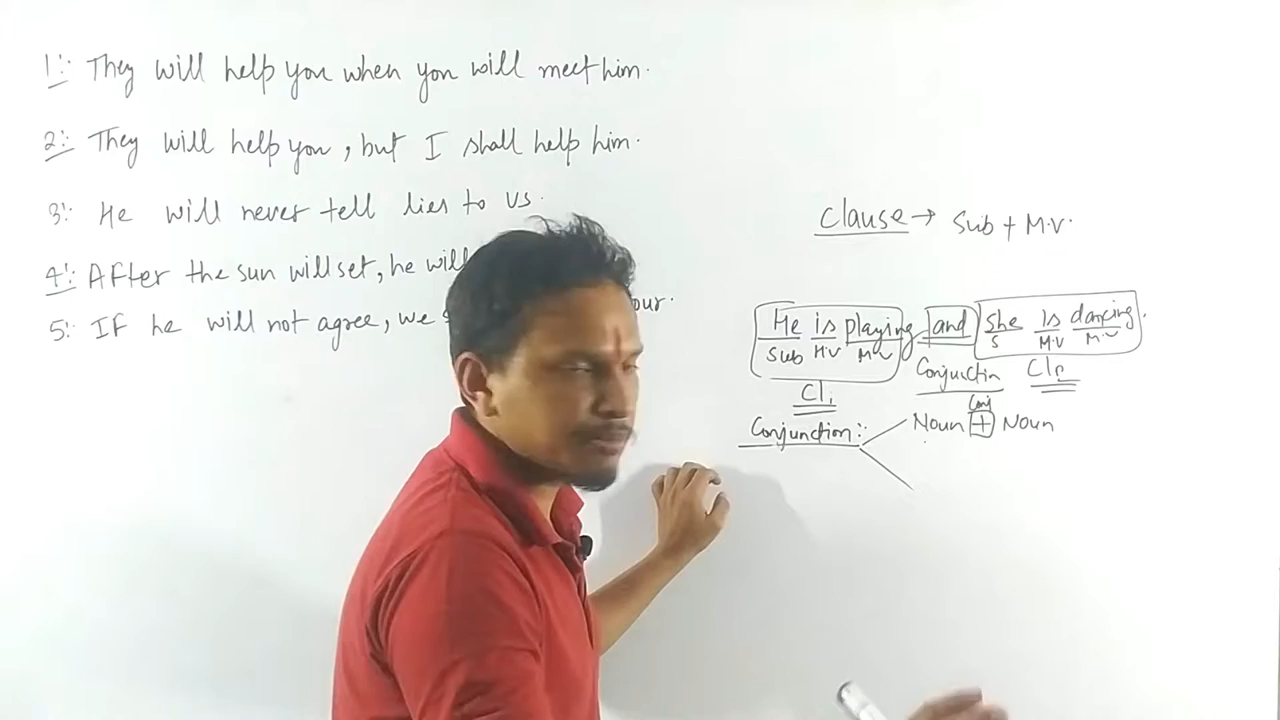 1:- They will help you when you will meet him.
2:- They will help you, but I shall help him.
3:- He will never tell lies to us.
4:- After the sun will set, he will
5:- If he will not agree, we our.
Clause → Sub + M.V.
He is playing and she is dancing.
Sub H.V M.V S M.V M.V
Conjunctin Cl2
Cl1
Conj
Conjunction:- Noun + Noun